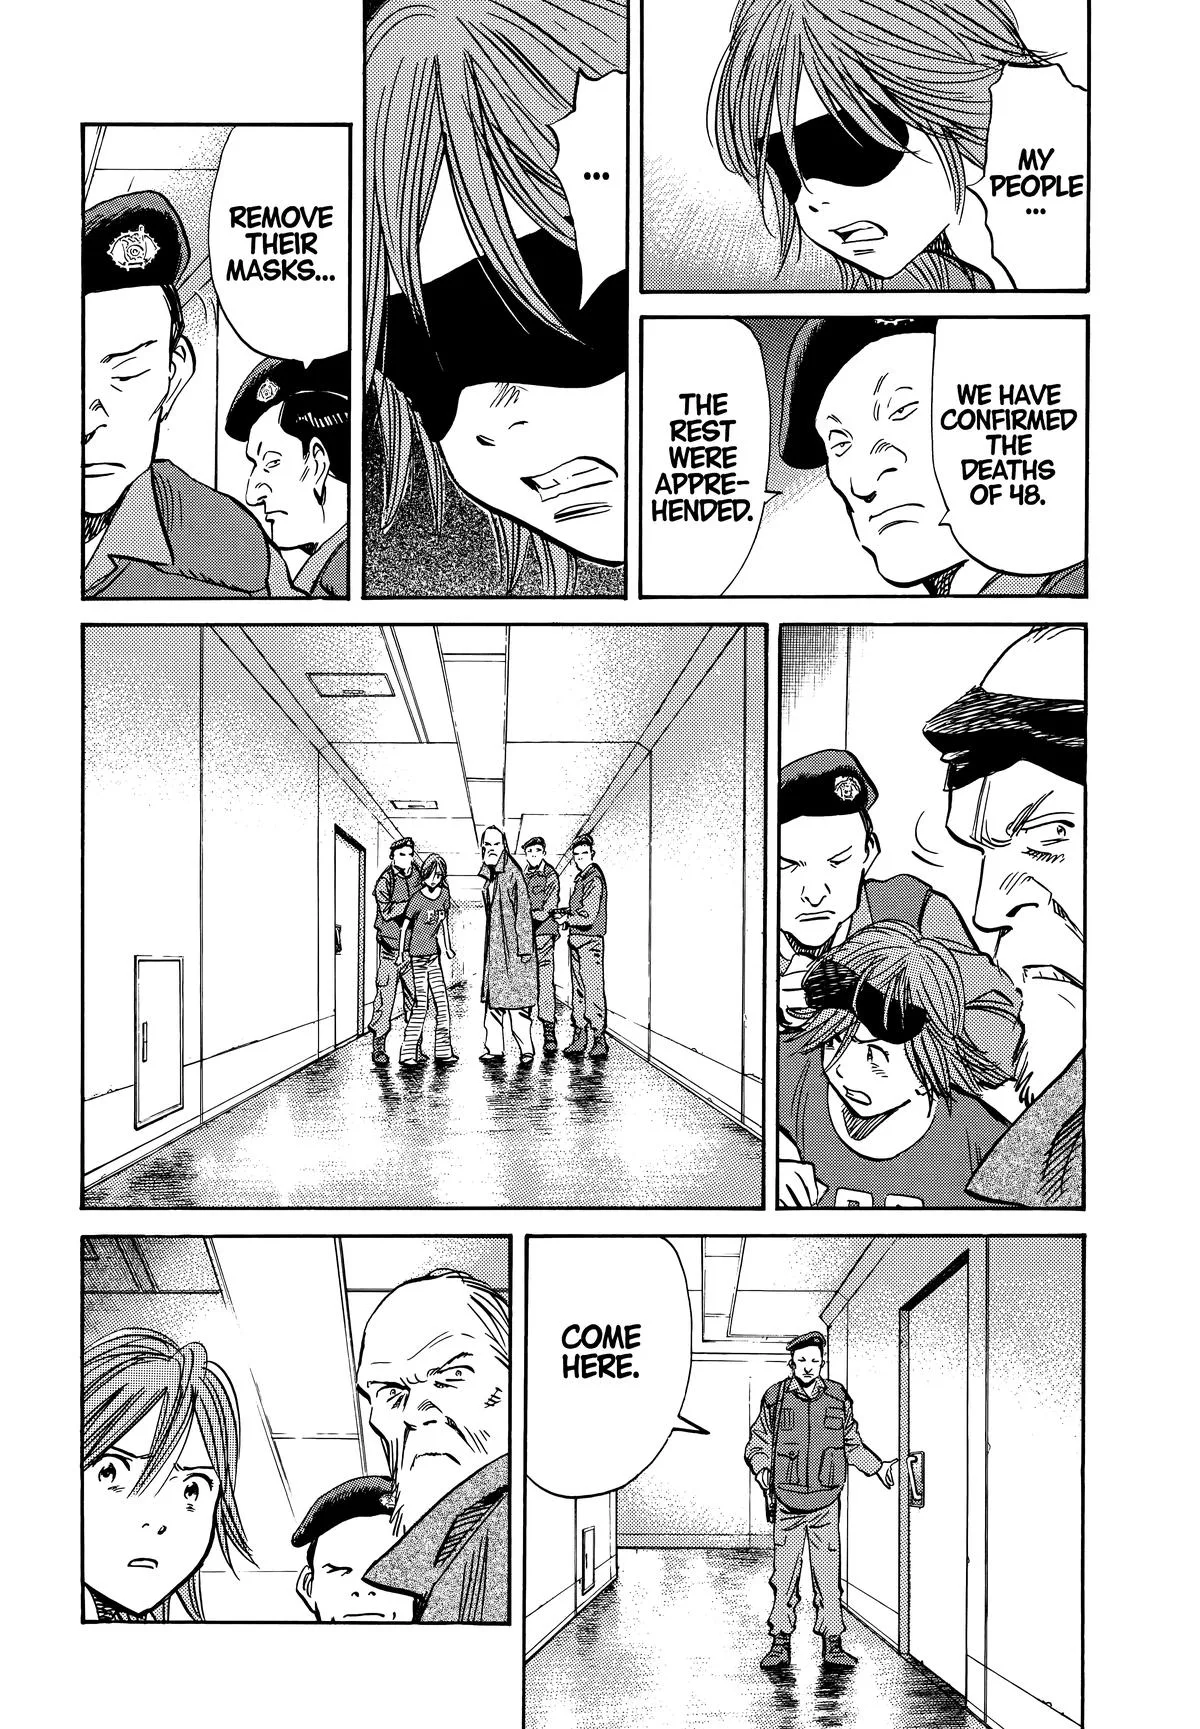 MY
PEOPLE
...
WE HAVE
CONFIRMED
THE
DEATHS
OF 48.
THE
REST
WERE
APPRE-
HENDED.
...
REMOVE
THEIR
MASKS...
COME
HERE.